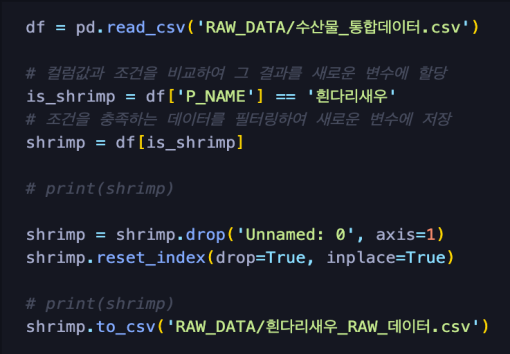 df = pd.read_csv('RAW_DATA/수산물_통합데이터.csv')
# 컬럼값과 조건을 비교하여 그 결과를 새로운 변수에 할당
is_shrimp = df['P_NAME'] == '흰다리새우'
# 조건을 충족하는 데이터를 필터링하여 새로운 변수에 저장
shrimp = df[is_shrimp]
# print(shrimp)
shrimp = shrimp.drop('Unnamed: 0', axis=1)
shrimp.reset_index(drop=True, inplace=True)
# print(shrimp)
shrimp.to_csv('RAW_DATA/흰다리새우_RAW_데이터.csv')